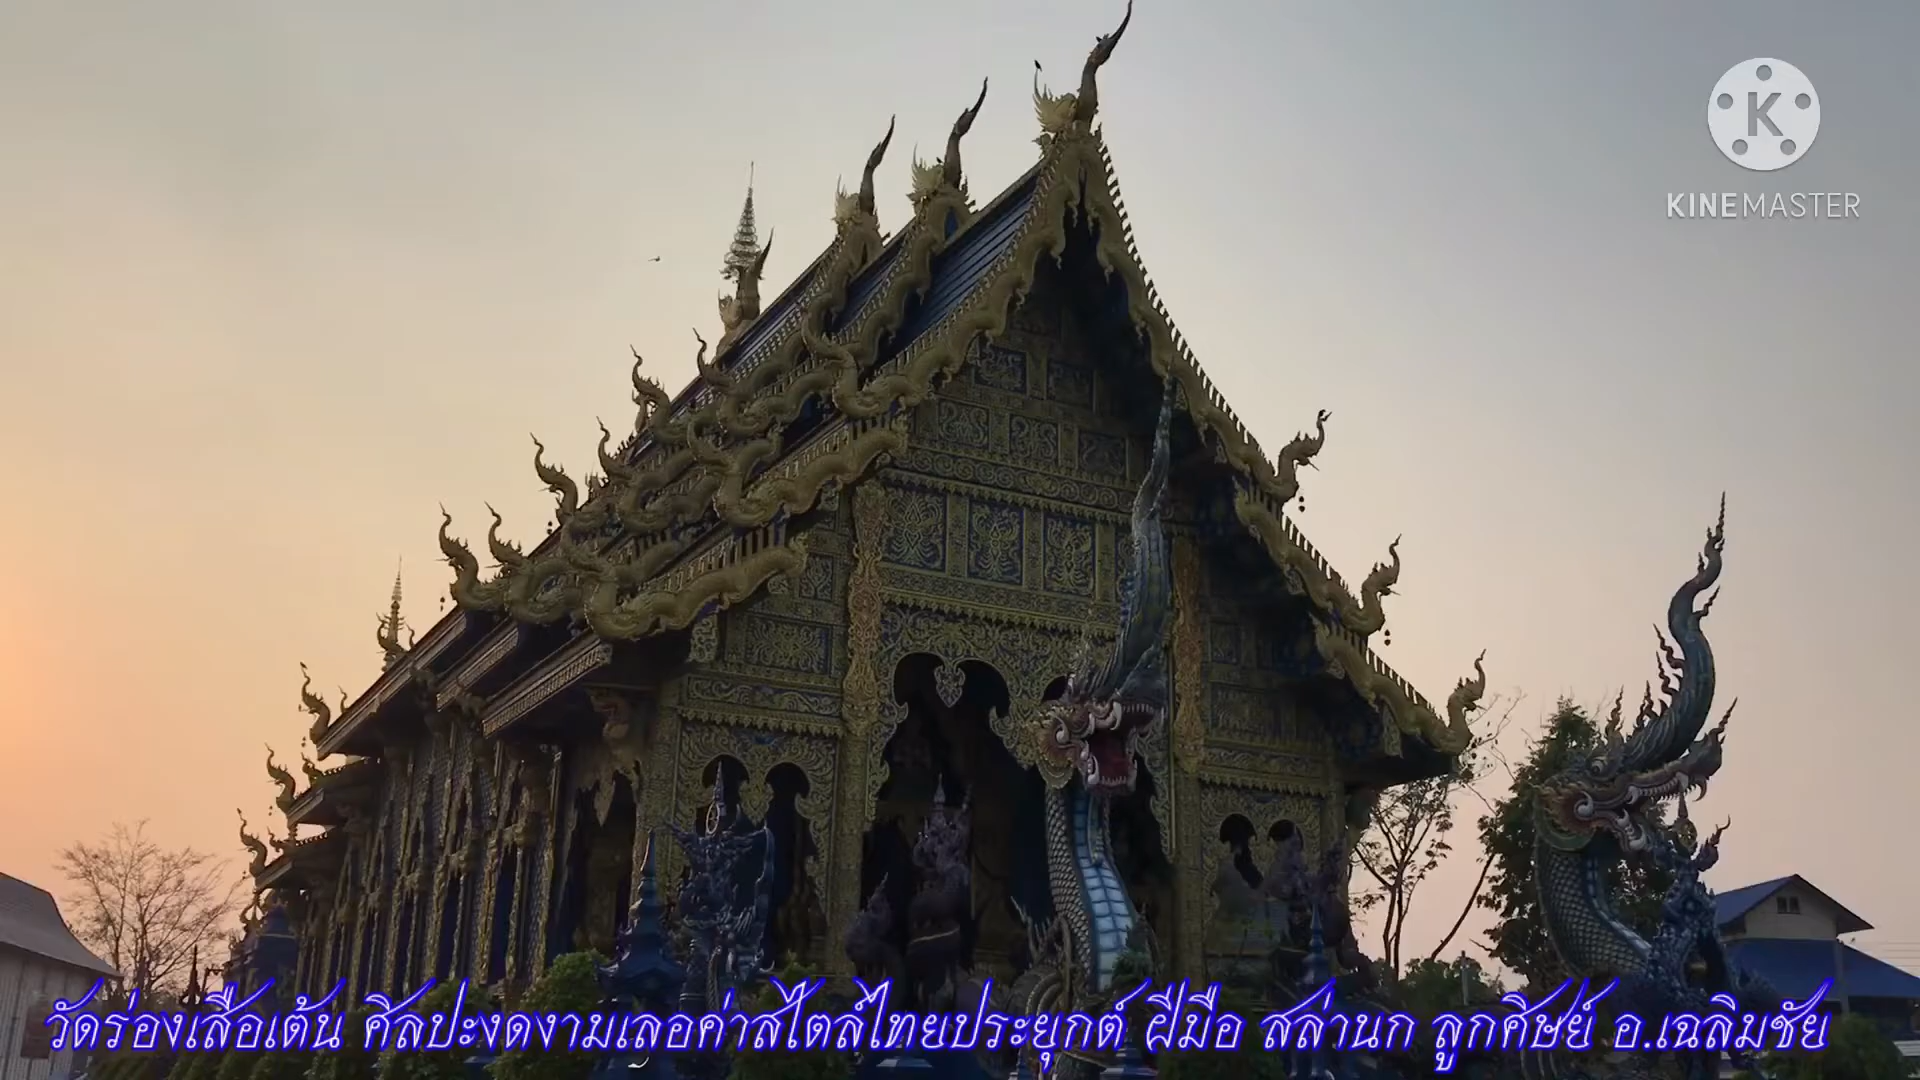 K
KINEMASTER
วัดร่องเสือเต้น ศิลปะงดงามเลอค่าสไตล์ไทยประยุกต์ ฝีมือ สล่านก ลูกศิษย์ อ.เฉลิมชัย